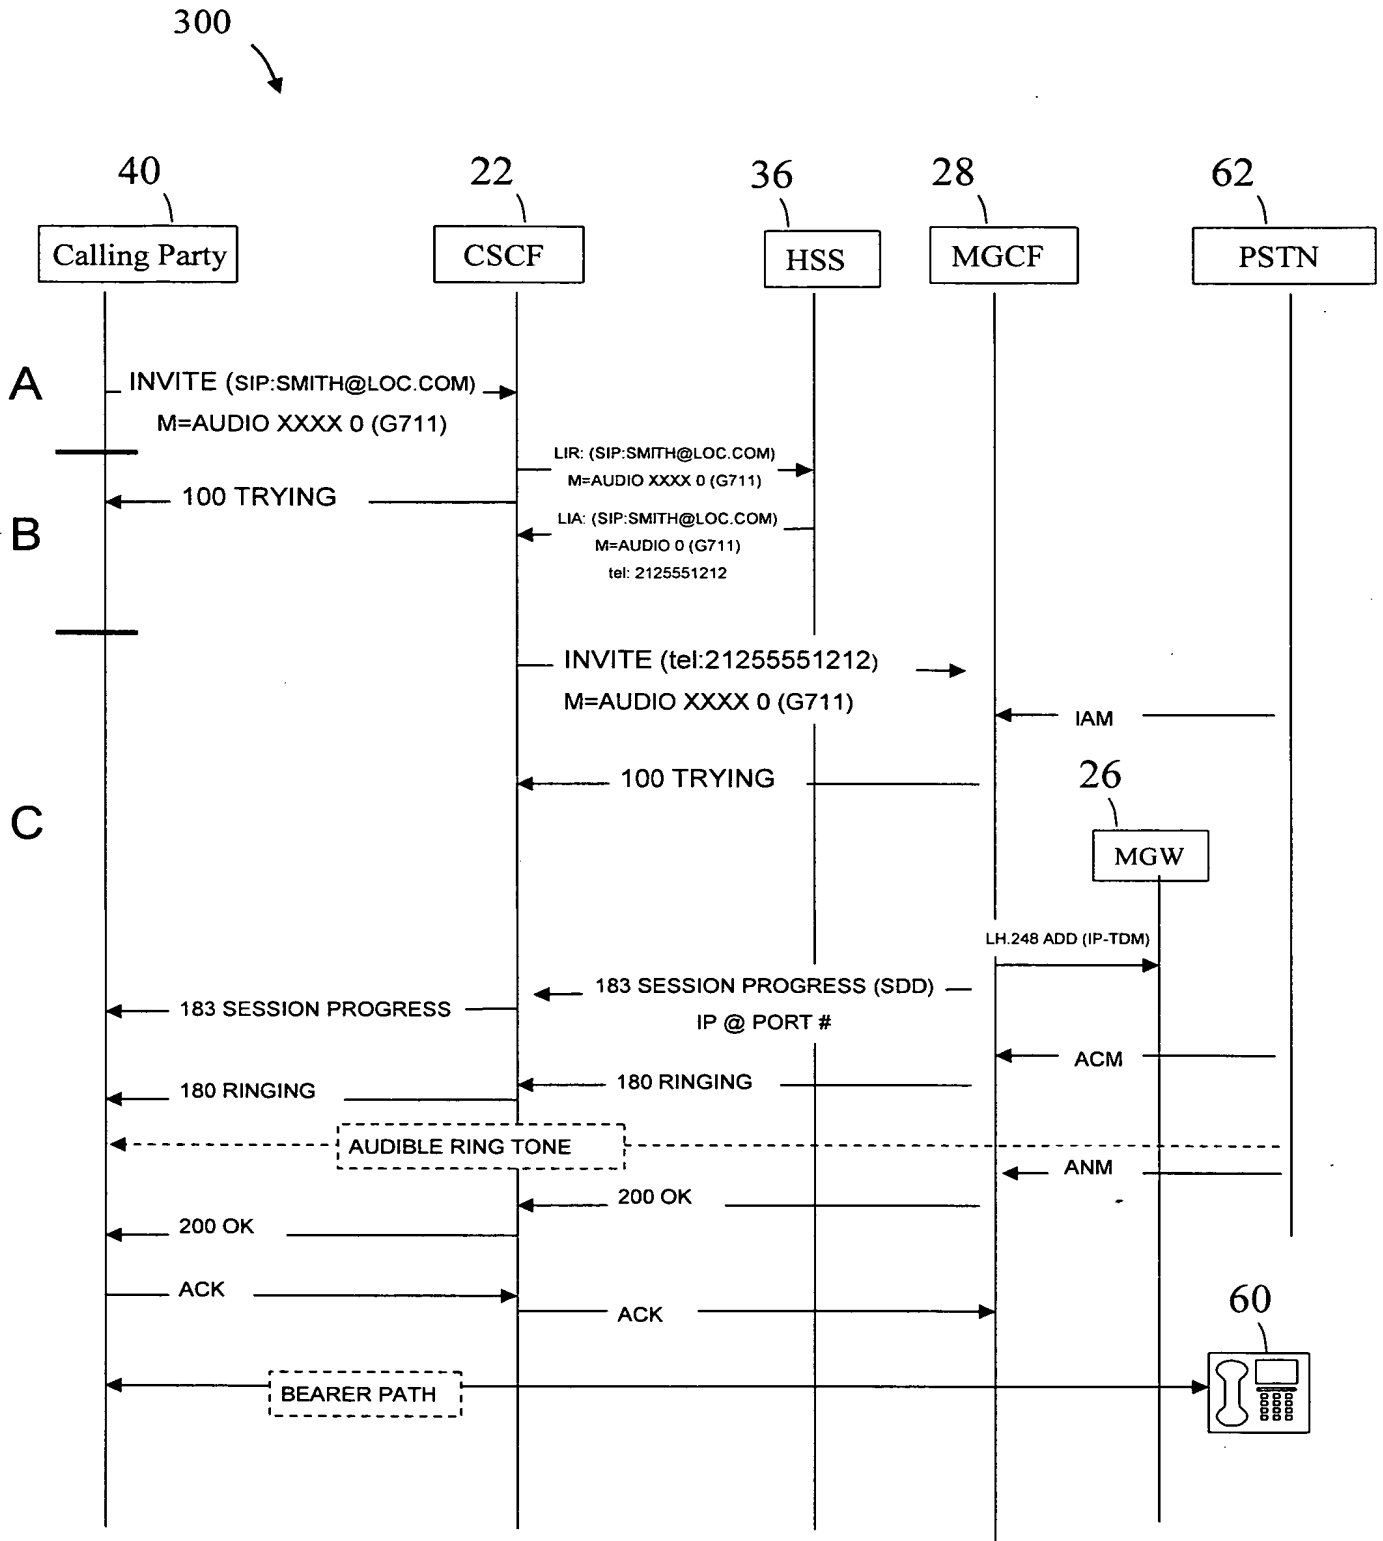 300
40
22
36
28
62
Calling Party
CSCF
HSS
MGCF
PSTN
A
INVITE (SIP:SMITH@LOC.COM)
M=AUDIO XXXX 0 (G711)
LIR: (SIP:SMITH@LOC.COM)
M=AUDIO XXXX 0 (G711)
100 TRYING
B
LIA: (SIP:SMITH@LOC.COM)
M=AUDIO 0 (G711)
tel: 2125551212
INVITE (tel:21255551212)
M=AUDIO XXXX 0 (G711)
IAM
100 TRYING
26
C
MGW
LH.248 ADD (IP-TDM)
183 SESSION PROGRESS (SDD)
IP @ PORT #
183 SESSION PROGRESS
ACM
180 RINGING
180 RINGING
AUDIBLE RING TONE
ANM
200 OK
200 OK
ACK
ACK
60
BEARER PATH